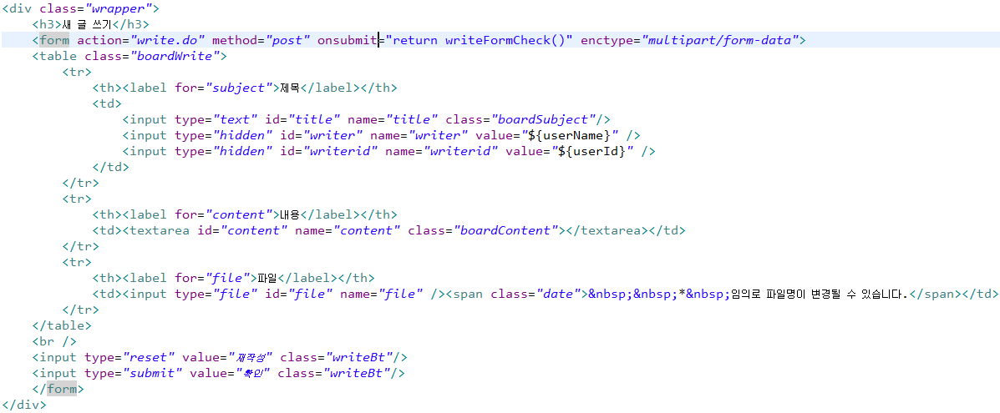 <div class="wrapper">
<h3>새 글 쓰기</h3>
<form action="write.do" method="post" onsubmit="return writeFormCheck()" enctype="multipart/form-data">
<table class="boardWrite">
<tr>
<th><label for="subject">제목</label></th>
<td>
<input type="text" id="title" name="title" class="boardSubject"/>
<input type="hidden" id="writer" name="writer" value="${userName}" />
<input type="hidden" id="writerid" name="writerid" value="${userId}" />
</td>
</tr>
<tr>
<th><label for="content">내용</label></th>
<td><textarea id="content" name="content" class="boardContent"></textarea></td>
</tr>
<tr>
<th><label for="file">파일</label></th>
<td><input type="file" id="file" name="file" /><span class="date">&nbsp;&nbsp;*&nbsp;임의로 파일명이 변경될 수 있습니다.</span></td>
</tr>
</table>
<br />
<input type="reset" value="재작성" class="writeBt"/>
<input type="submit" value="확인" class="writeBt"/>
</form>
</div>